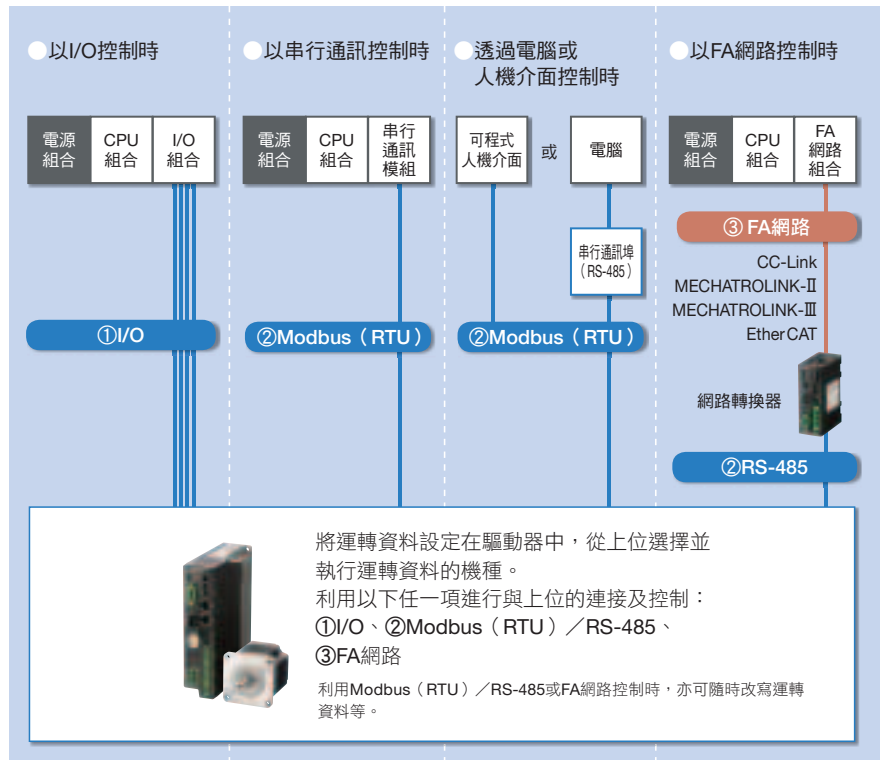 以I/O控制時
電源
組合
CPU
組合
I/O
組合
①I/O
以串行通訊控制時
電源
組合
CPU
組合
串行
通訊
模組
②Modbus（RTU）
透過電腦或
人機介面控制時
可程式
人機介面
或
電腦
串行通訊埠
（RS-485）
②Modbus（RTU）
以FA網路控制時
電源
組合
CPU
組合
FA
網路
組合
③FA網路
CC-Link
MECHATROLINK-Ⅱ
MECHATROLINK-Ⅲ
EtherCAT
網路轉換器
②RS-485
將運轉資料設定在驅動器中，從上位選擇並
執行運轉資料的機種。
利用以下任一項進行與上位的連接及控制：
①I/O、②Modbus（RTU）／RS-485、
③FA網路
利用Modbus（RTU）／RS-485或FA網路控制時，亦可隨時改寫運轉
資料等。